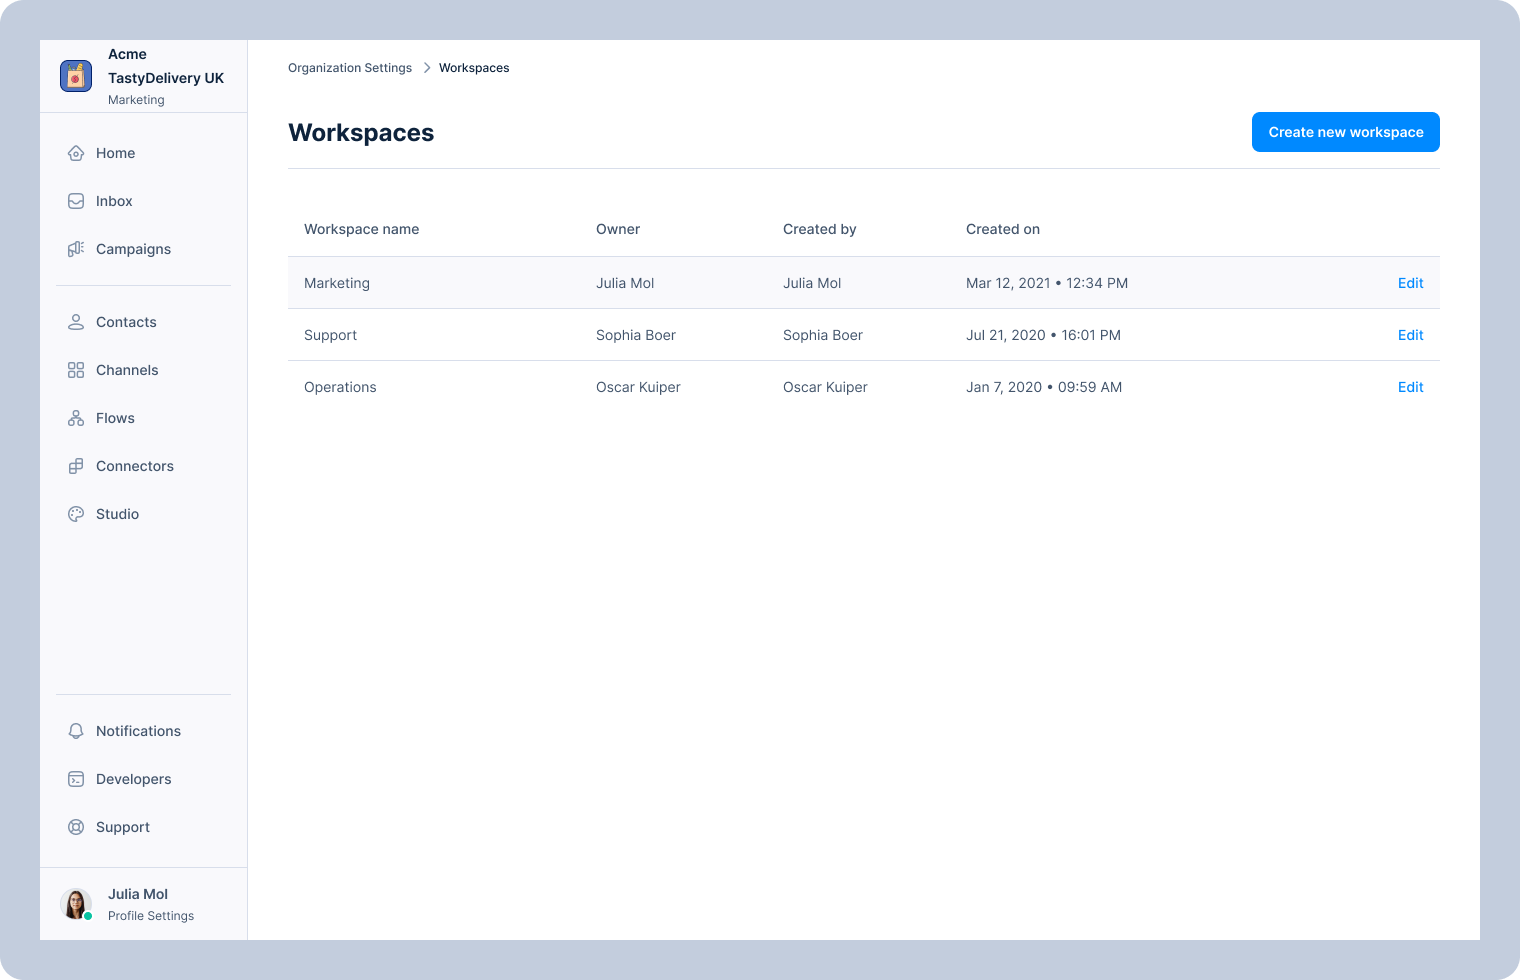 Acme
TastyDelivery UK
Marketing
Home
Inbox
Campaigns
Contacts
Channels
Flows
Connectors
Studio
Notifications
Developers
Support
Julia Mol
Profile Settings
Organization Settings Workspaces
Workspaces
Create new workspace
Workspace name Owner Created by Created on
Marketing Julia Mol Julia Mol Mar 12, 2021 • 12:34 PM Edit
Support Sophia Boer Sophia Boer Jul 21, 2020 • 16:01 PM Edit
Operations Oscar Kuiper Oscar Kuiper Jan 7, 2020 • 09:59 AM Edit